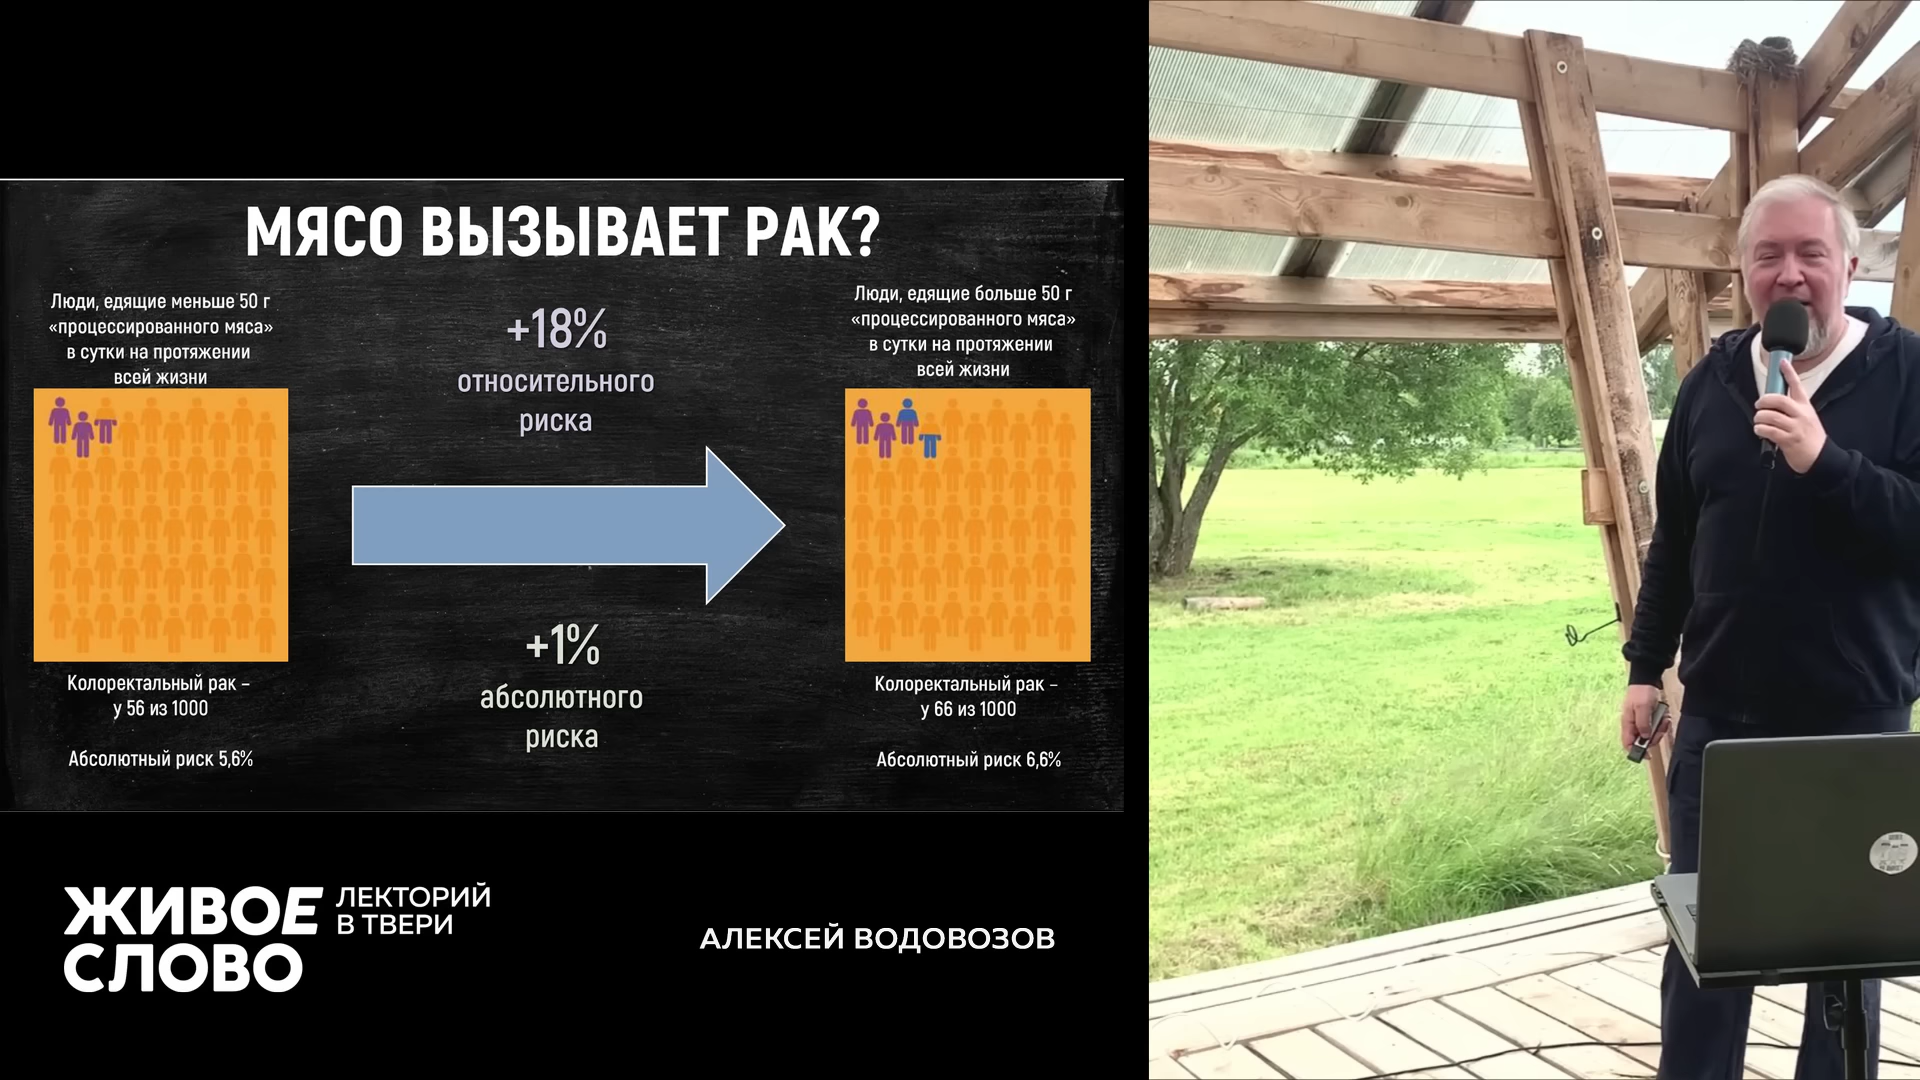 МЯСО ВЫЗЫВАЕТ РАК?
Люди, едящие меньше 50 г
«процессированного мяса»
в сутки на протяжении
всей жизни
+18%
относительного
риска
Люди, едящие больше 50 г
«процессированного мяса»
в сутки на протяжении
всей жизни
+1%
абсолютного
риска
Колоректальный рак –
у 56 из 1000
Абсолютный риск 5,6%
Колоректальный рак –
у 66 из 1000
Абсолютный риск 6,6%
ЖИВОЕ
СЛОВО
ЛЕКТОРИЙ
В ТВЕРИ
АЛЕКСЕЙ ВОДОВОЗОВ